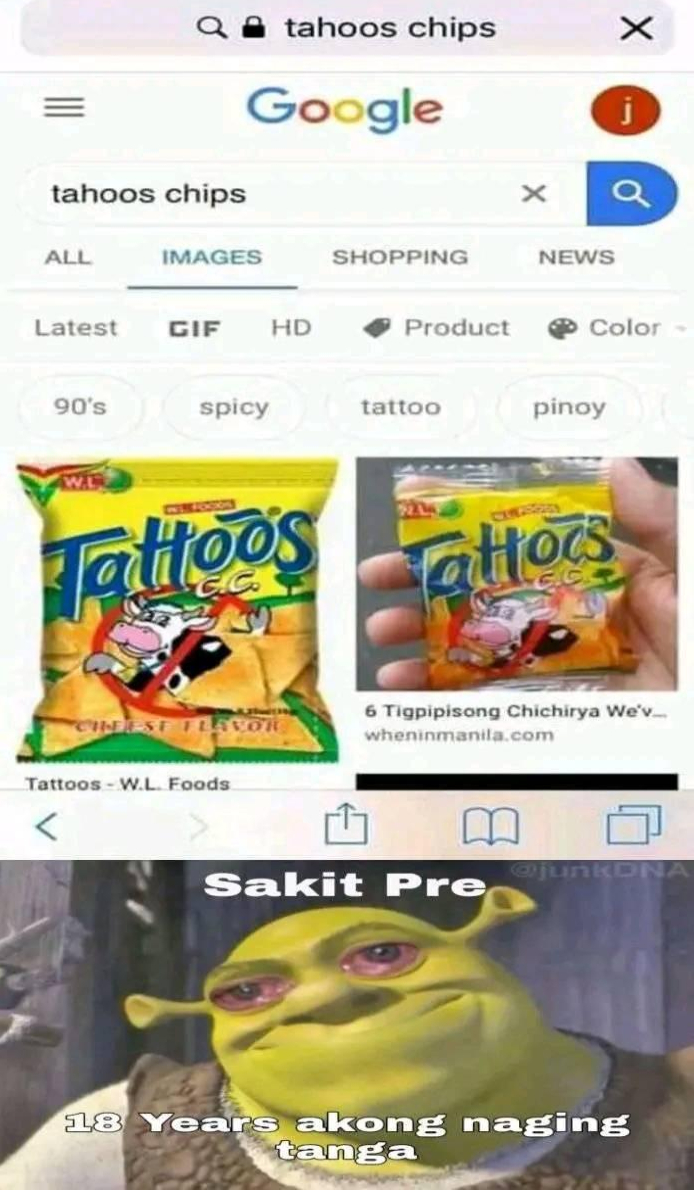 tahoos chips
Google
j
tahoos chips
ALL IMAGES SHOPPING NEWS
Latest GIF HD Product Color
90's spicy tattoo pinoy
W.L.
W.L. FOODS
Tattoos
C.C.
CHEESE FLAVOR
W.L.
W.L. FOODS
Tattoos
C.C.
6 Tigpipisong Chichirya We'v...
wheninmanila.com
Tattoos - W.L. Foods
@junkDNA
Sakit Pre
18 Years akong naging
tanga